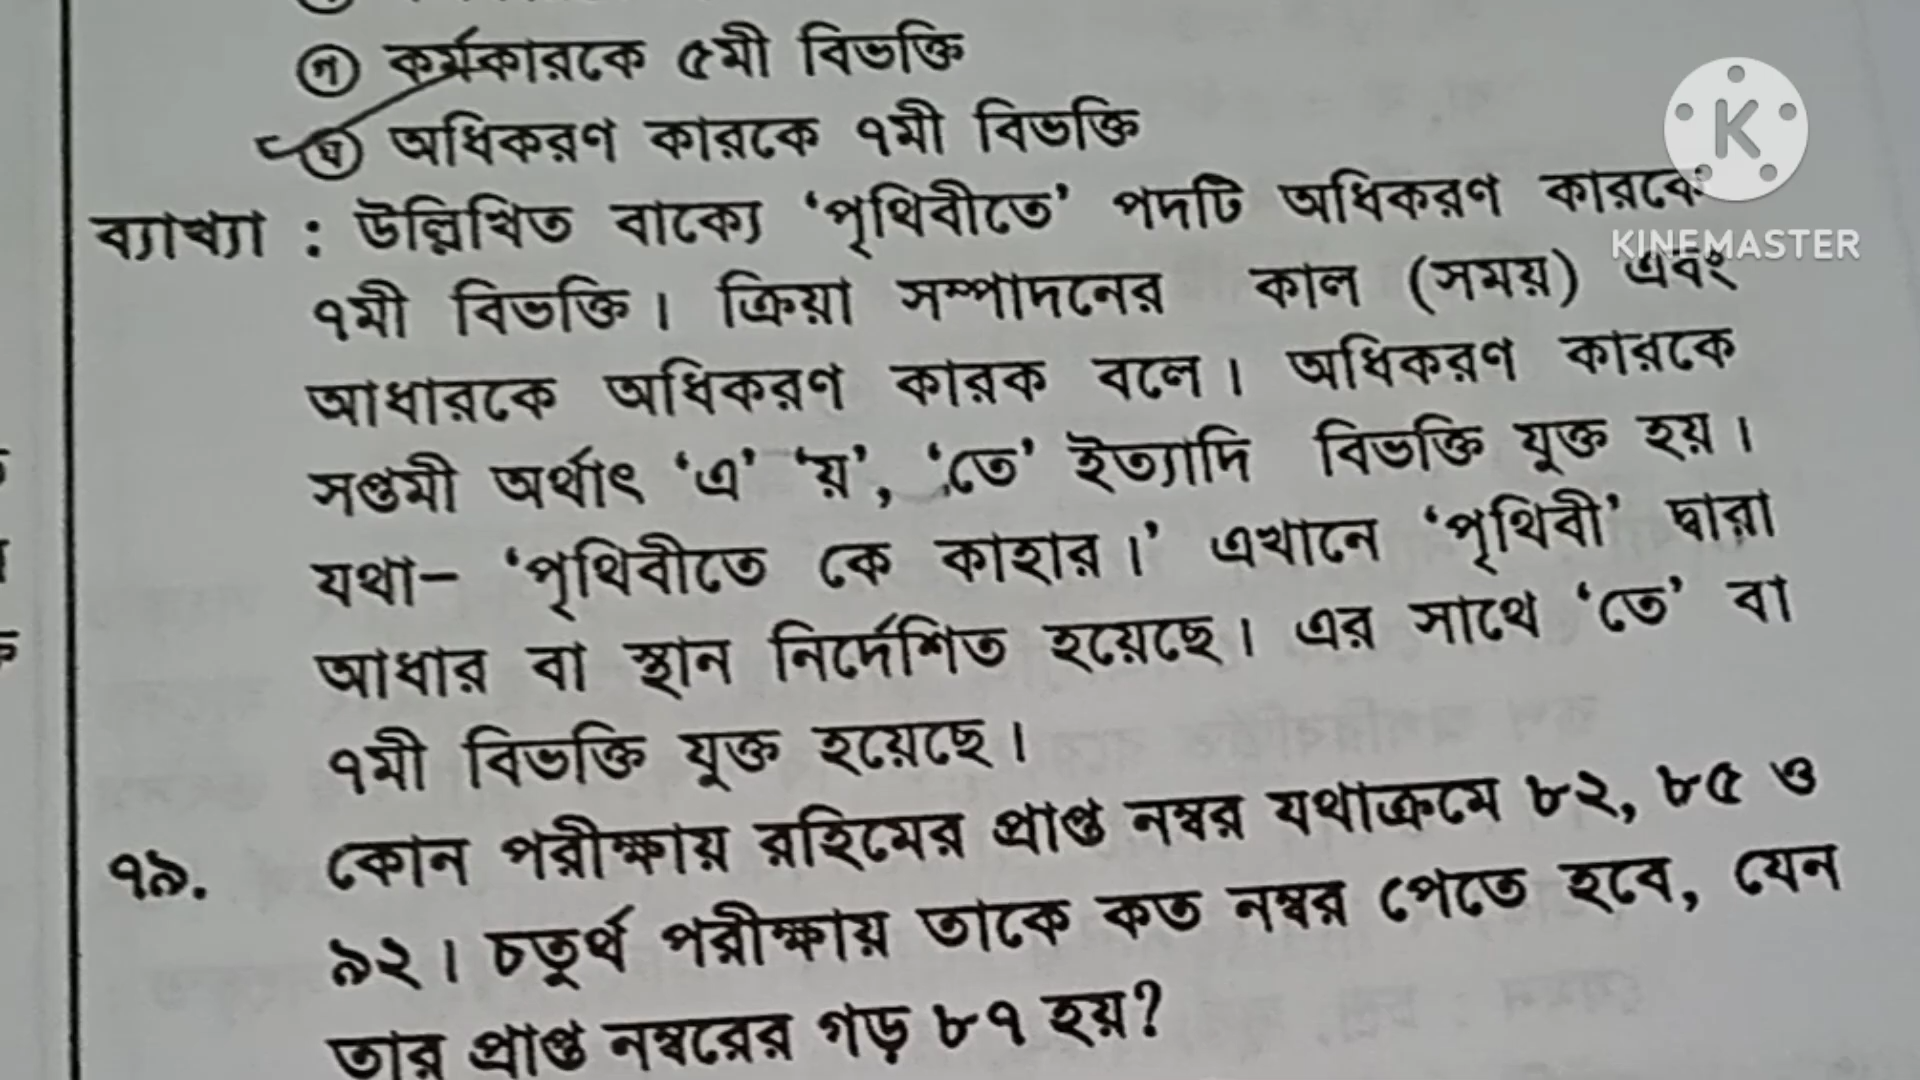 গ কর্মকারকে ৫মী বিভক্তি
ঘ অধিকরণ কারকে ৭মী বিভক্তি
ব্যাখ্যা : উল্লিখিত বাক্যে ‘পৃথিবীতে’ পদটি অধিকরণ কারকে
৭মী বিভক্তি। ক্রিয়া সম্পাদনের কাল (সময়) এবং
আধারকে অধিকরণ কারক বলে। অধিকরণ কারকে
সপ্তমী অর্থাৎ ‘এ’ ‘য়’, ‘তে’ ইত্যাদি বিভক্তি যুক্ত হয়।
যথা- ‘পৃথিবীতে কে কাহার।’ এখানে ‘পৃথিবী’ দ্বারা
আধার বা স্থান নির্দেশিত হয়েছে। এর সাথে ‘তে’ বা
৭মী বিভক্তি যুক্ত হয়েছে।
৭৯. কোন পরীক্ষায় রহিমের প্রাপ্ত নম্বর যথাক্রমে ৮২, ৮৫ ও
৯২। চতুর্থ পরীক্ষায় তাকে কত নম্বর পেতে হবে, যেন
তার প্রাপ্ত নম্বরের গড় ৮৭ হয়?
K
KINEMASTER